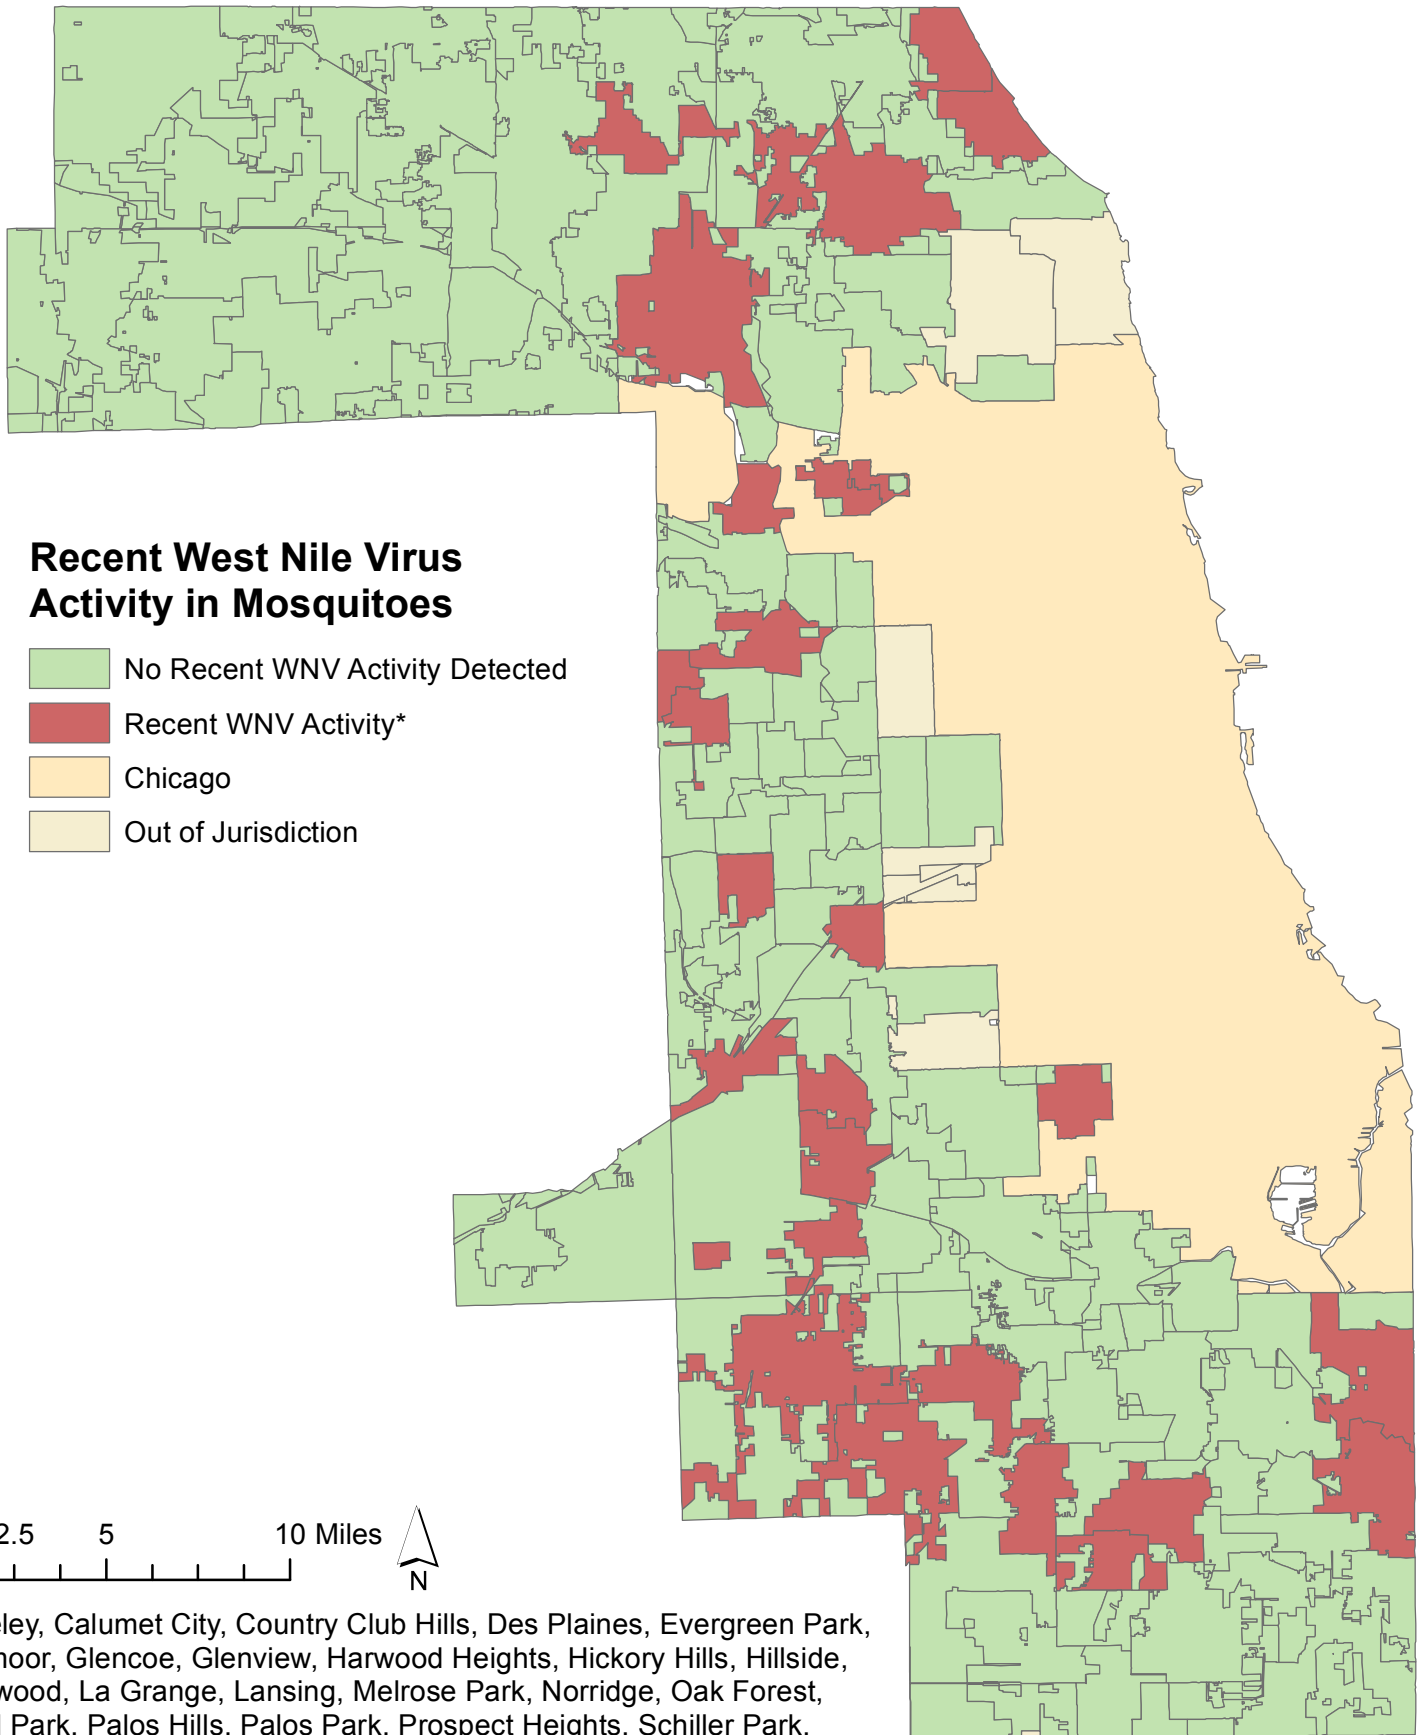 Recent West Nile Virus
Activity in Mosquitoes
No Recent WNV Activity Detected
Recent WNV Activity*
Chicago
Out of Jurisdiction
2.5 5 10 Miles
N
Calumet City, Country Club Hills, Des Plaines, Evergreen Park,
Glencoe, Glenview, Harwood Heights, Hickory Hills, Hillside,
La Grange, Lansing, Melrose Park, Norridge, Oak Forest,
Park, Palos Hills, Palos Park, Prospect Heights, Schiller Park,